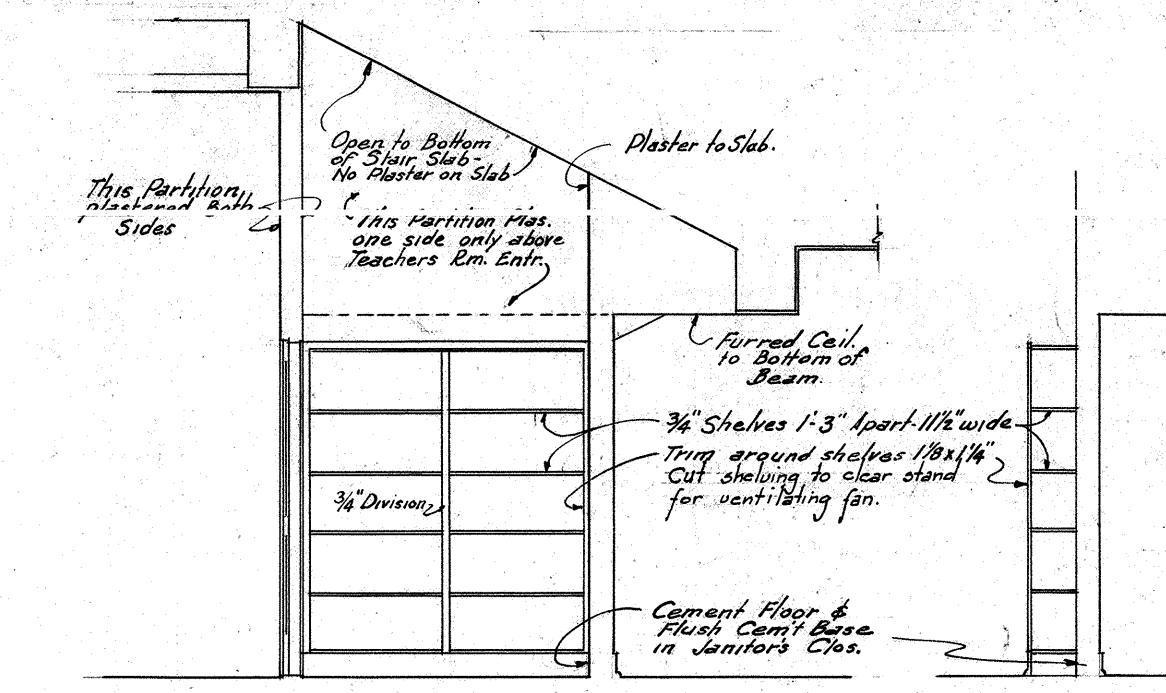 Open to Bottom
of Stair Slab-
No Plaster on Slab
Plaster to Slab.
This Partition
plastered Both
Sides
This Partition Plas.
one side only above
Teachers Rm. Entr.
Furred Ceil.
to Bottom of
Beam.
3/4" Shelves 1'-3" Apart-11 1/2" wide
Trim around shelves 1 1/8 x 1 1/4"
Cut shelving to clear stand
for ventilating fan.
3/4" Division
Cement Floor &
Flush Cem't Base
in Janitor's Clos.